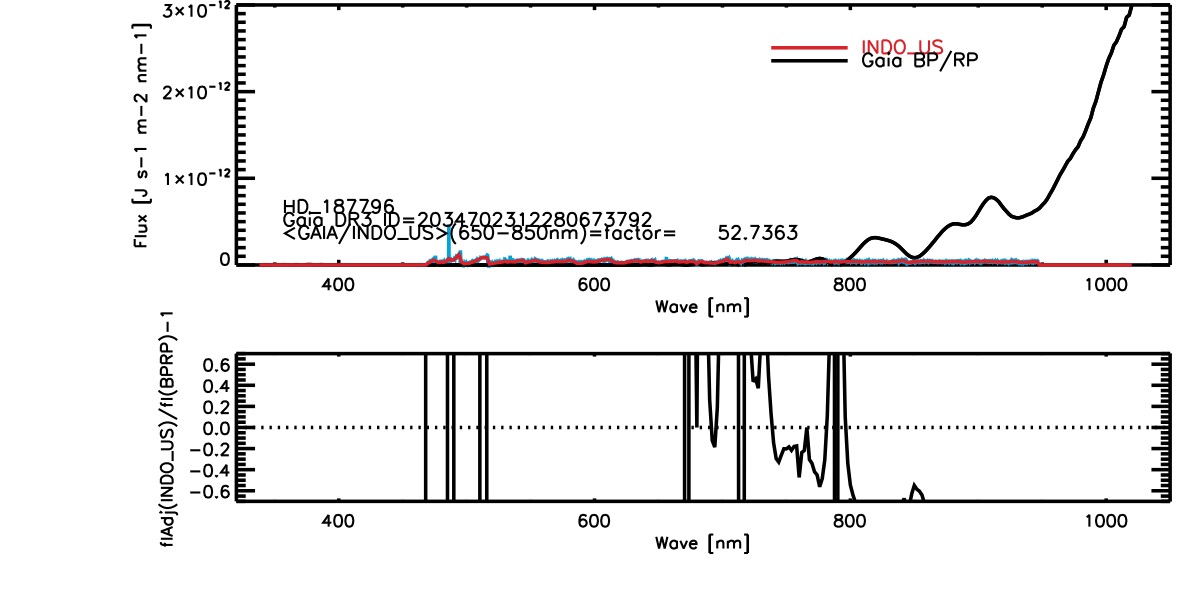 3×10−12
2×10−12
1×10−12
0
Flux [J s−1 m−2 nm−1]
INDO_US
Gaia BP/RP
HD_187796
Gaia DR3 ID=2034702312280673792
<GAIA/INDO_US>(650−850nm)=factor= 52.7363
400 600 800 1000
Wave [nm]
flAdj(INDO_US)/fl(BPRP)−1
0.6
0.4
0.2
0.0
−0.2
−0.4
−0.6
400 600 800 1000
Wave [nm]